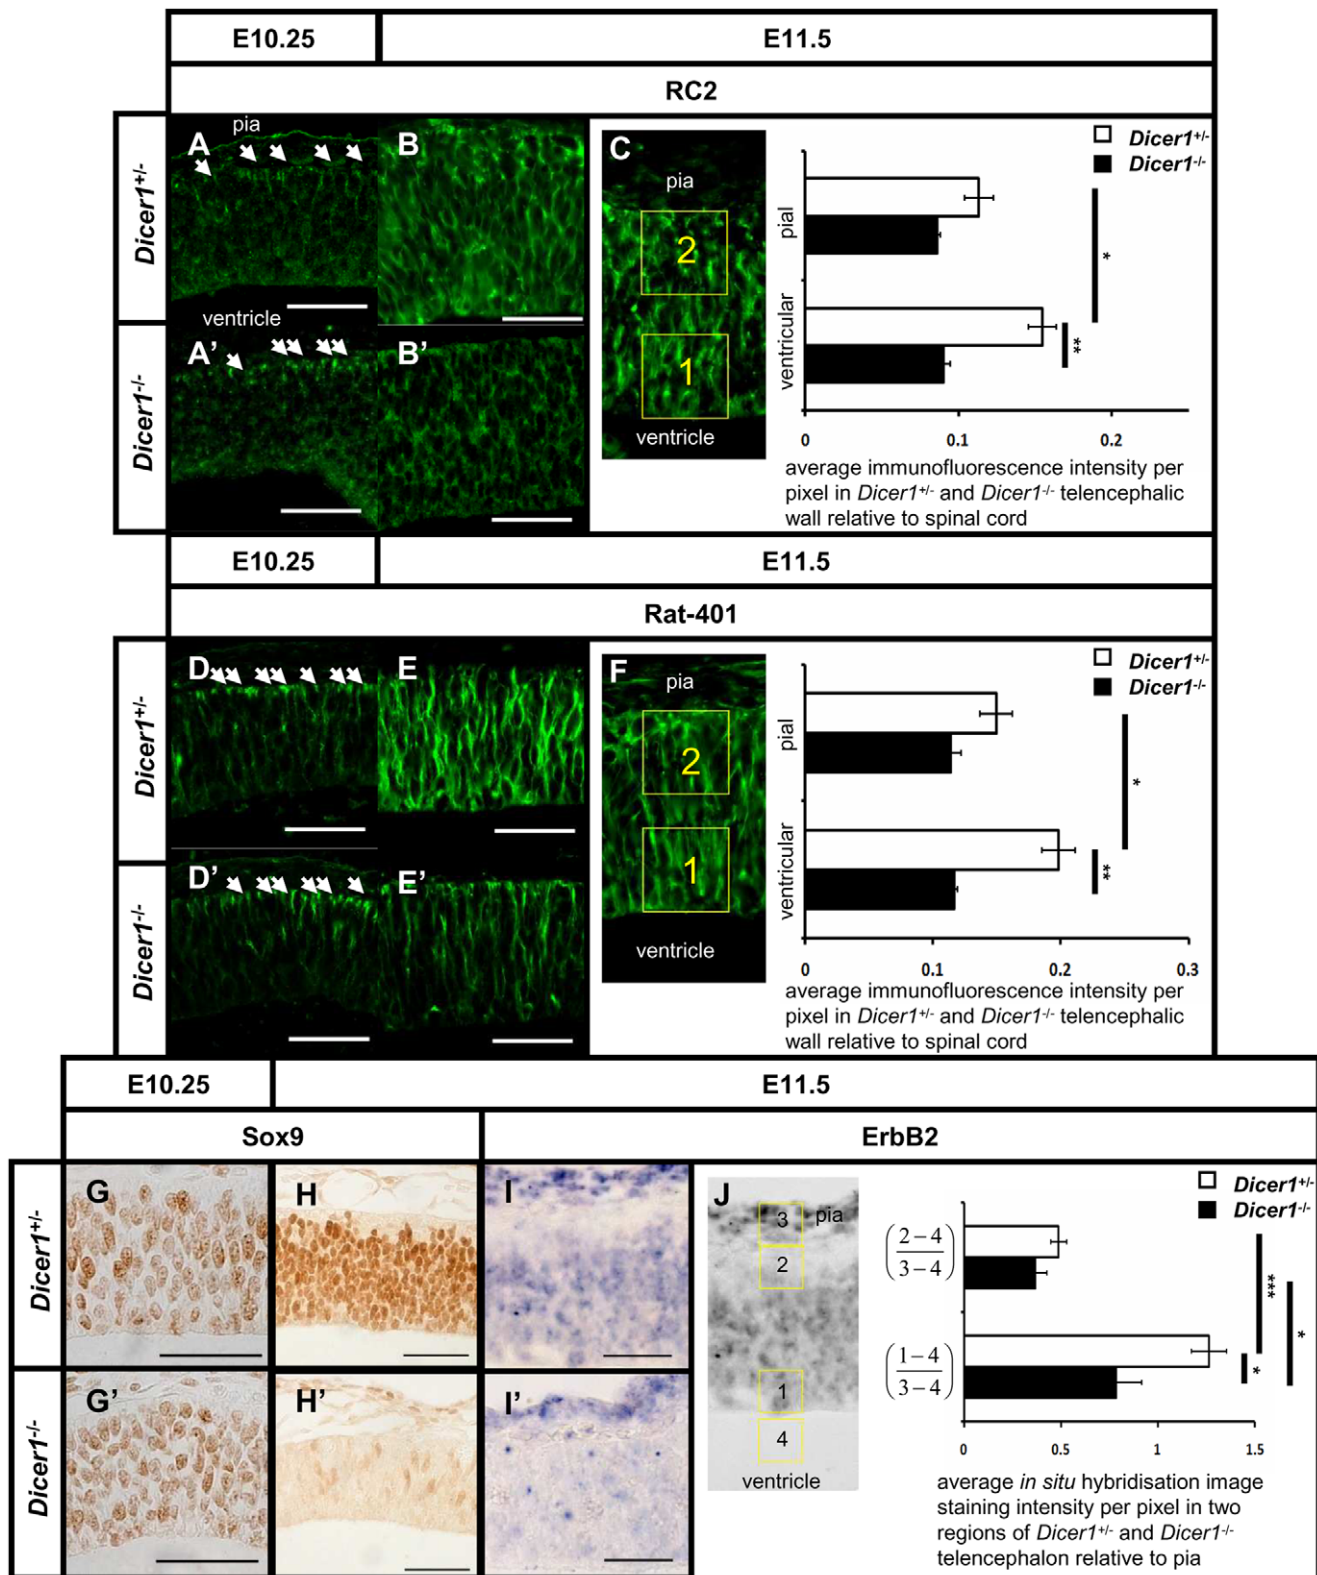 E10.25
E11.5
RC2
Dicer1+/-
Dicer1-/-
A
pia
ventricle
A'
B
B'
C
pia
2
1
ventricle
Dicer1+/-
Dicer1-/-
pial
ventricular
*
**
0 0.1 0.2
average immunofluorescence intensity per
pixel in Dicer1+/- and Dicer1-/- telencephalic
wall relative to spinal cord
E10.25
E11.5
Rat-401
Dicer1+/-
Dicer1-/-
D
D'
E
E'
F
pia
2
1
ventricle
Dicer1+/-
Dicer1-/-
pial
ventricular
*
**
0 0.1 0.2 0.3
average immunofluorescence intensity per
pixel in Dicer1+/- and Dicer1-/- telencephalic
wall relative to spinal cord
E10.25
E11.5
Sox9
ErbB2
Dicer1+/-
Dicer1-/-
G
G'
H
H'
I
I'
J
3
pia
2
1
4
ventricle
Dicer1+/-
Dicer1-/-
(2−4 / 3−4)
(1−4 / 3−4)
***
*
*
0 0.5 1 1.5
average in situ hybridisation image
staining intensity per pixel in two
regions of Dicer1+/- and Dicer1-/-
telencephalon relative to pia